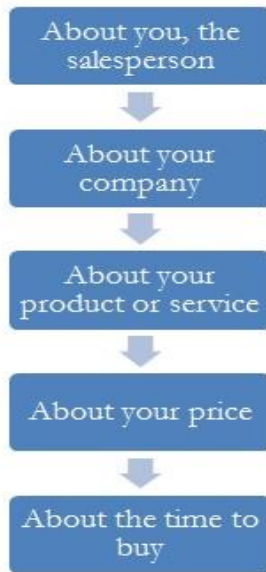 About you, the
salesperson
About your
company
About your
product or service
About your price
About the time to
buy